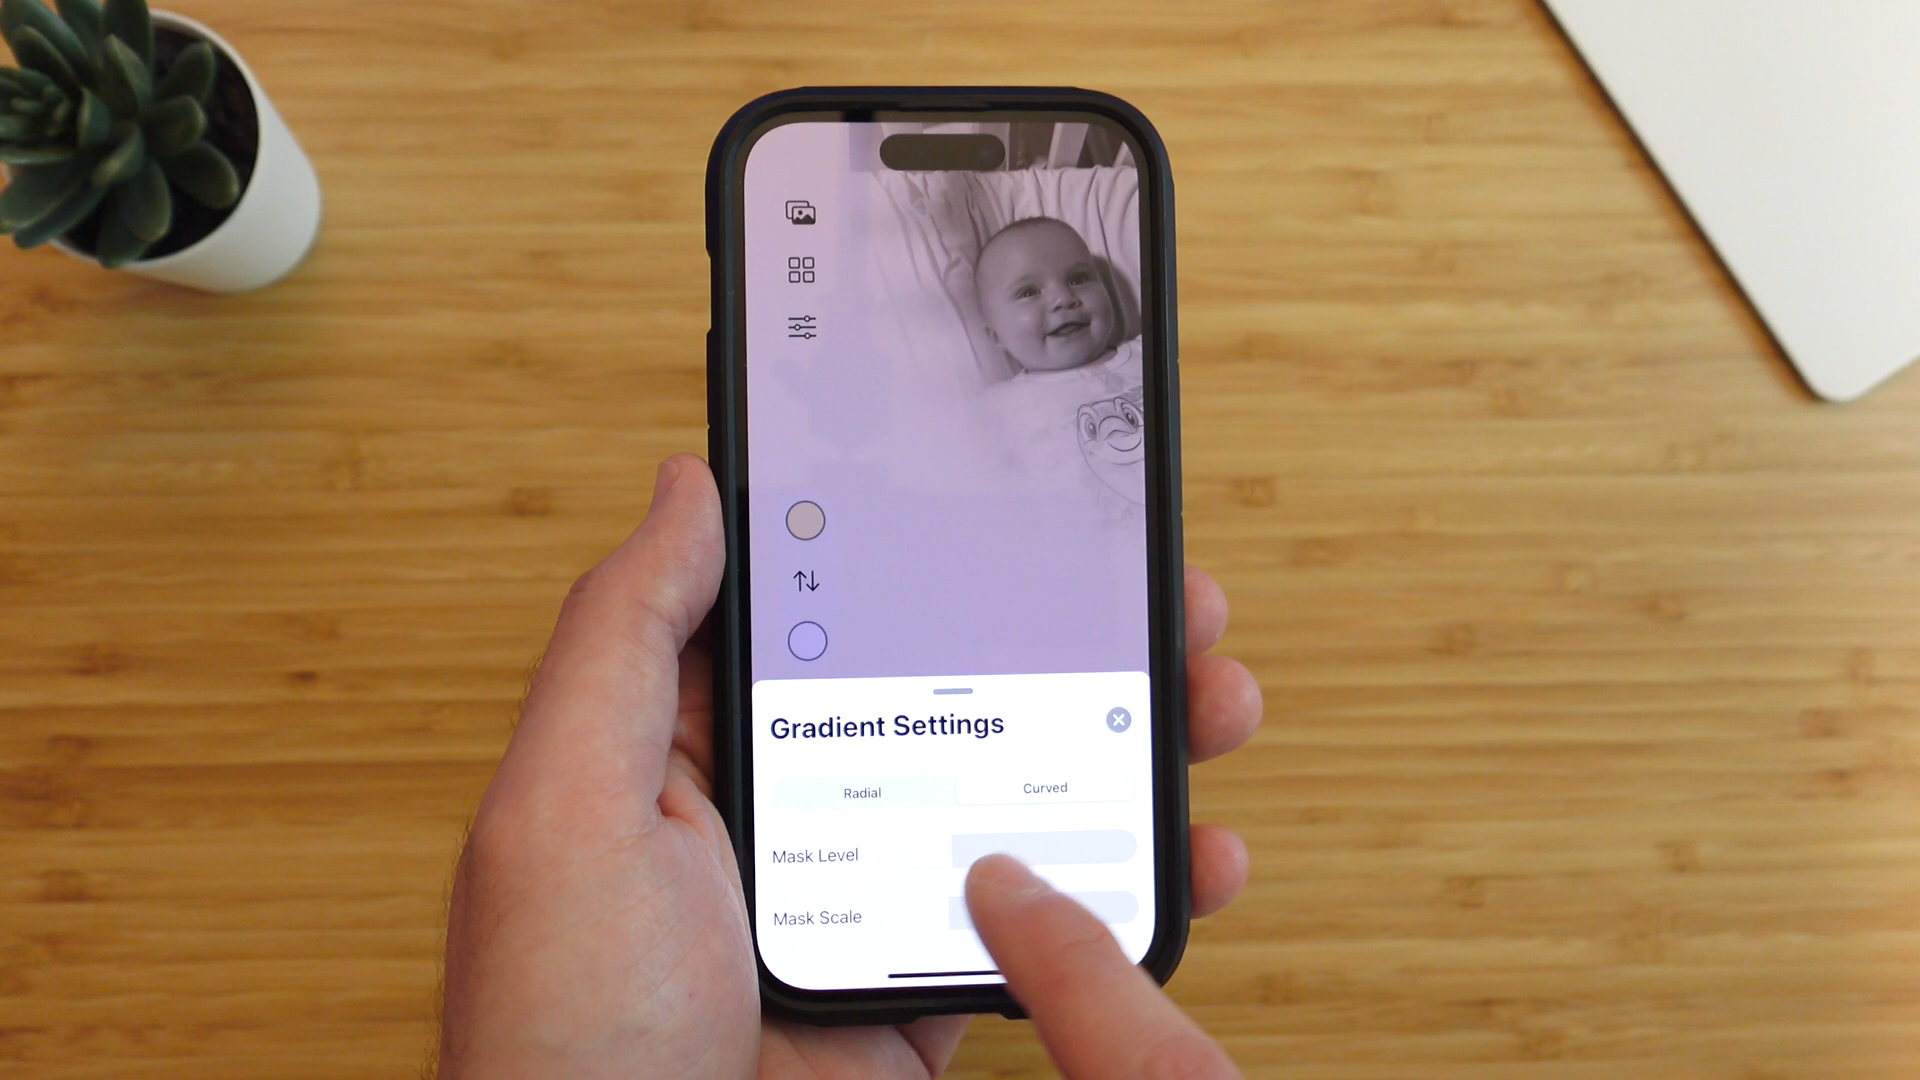 Gradient Settings
Radial
Curved
Mask Level
Mask Scale